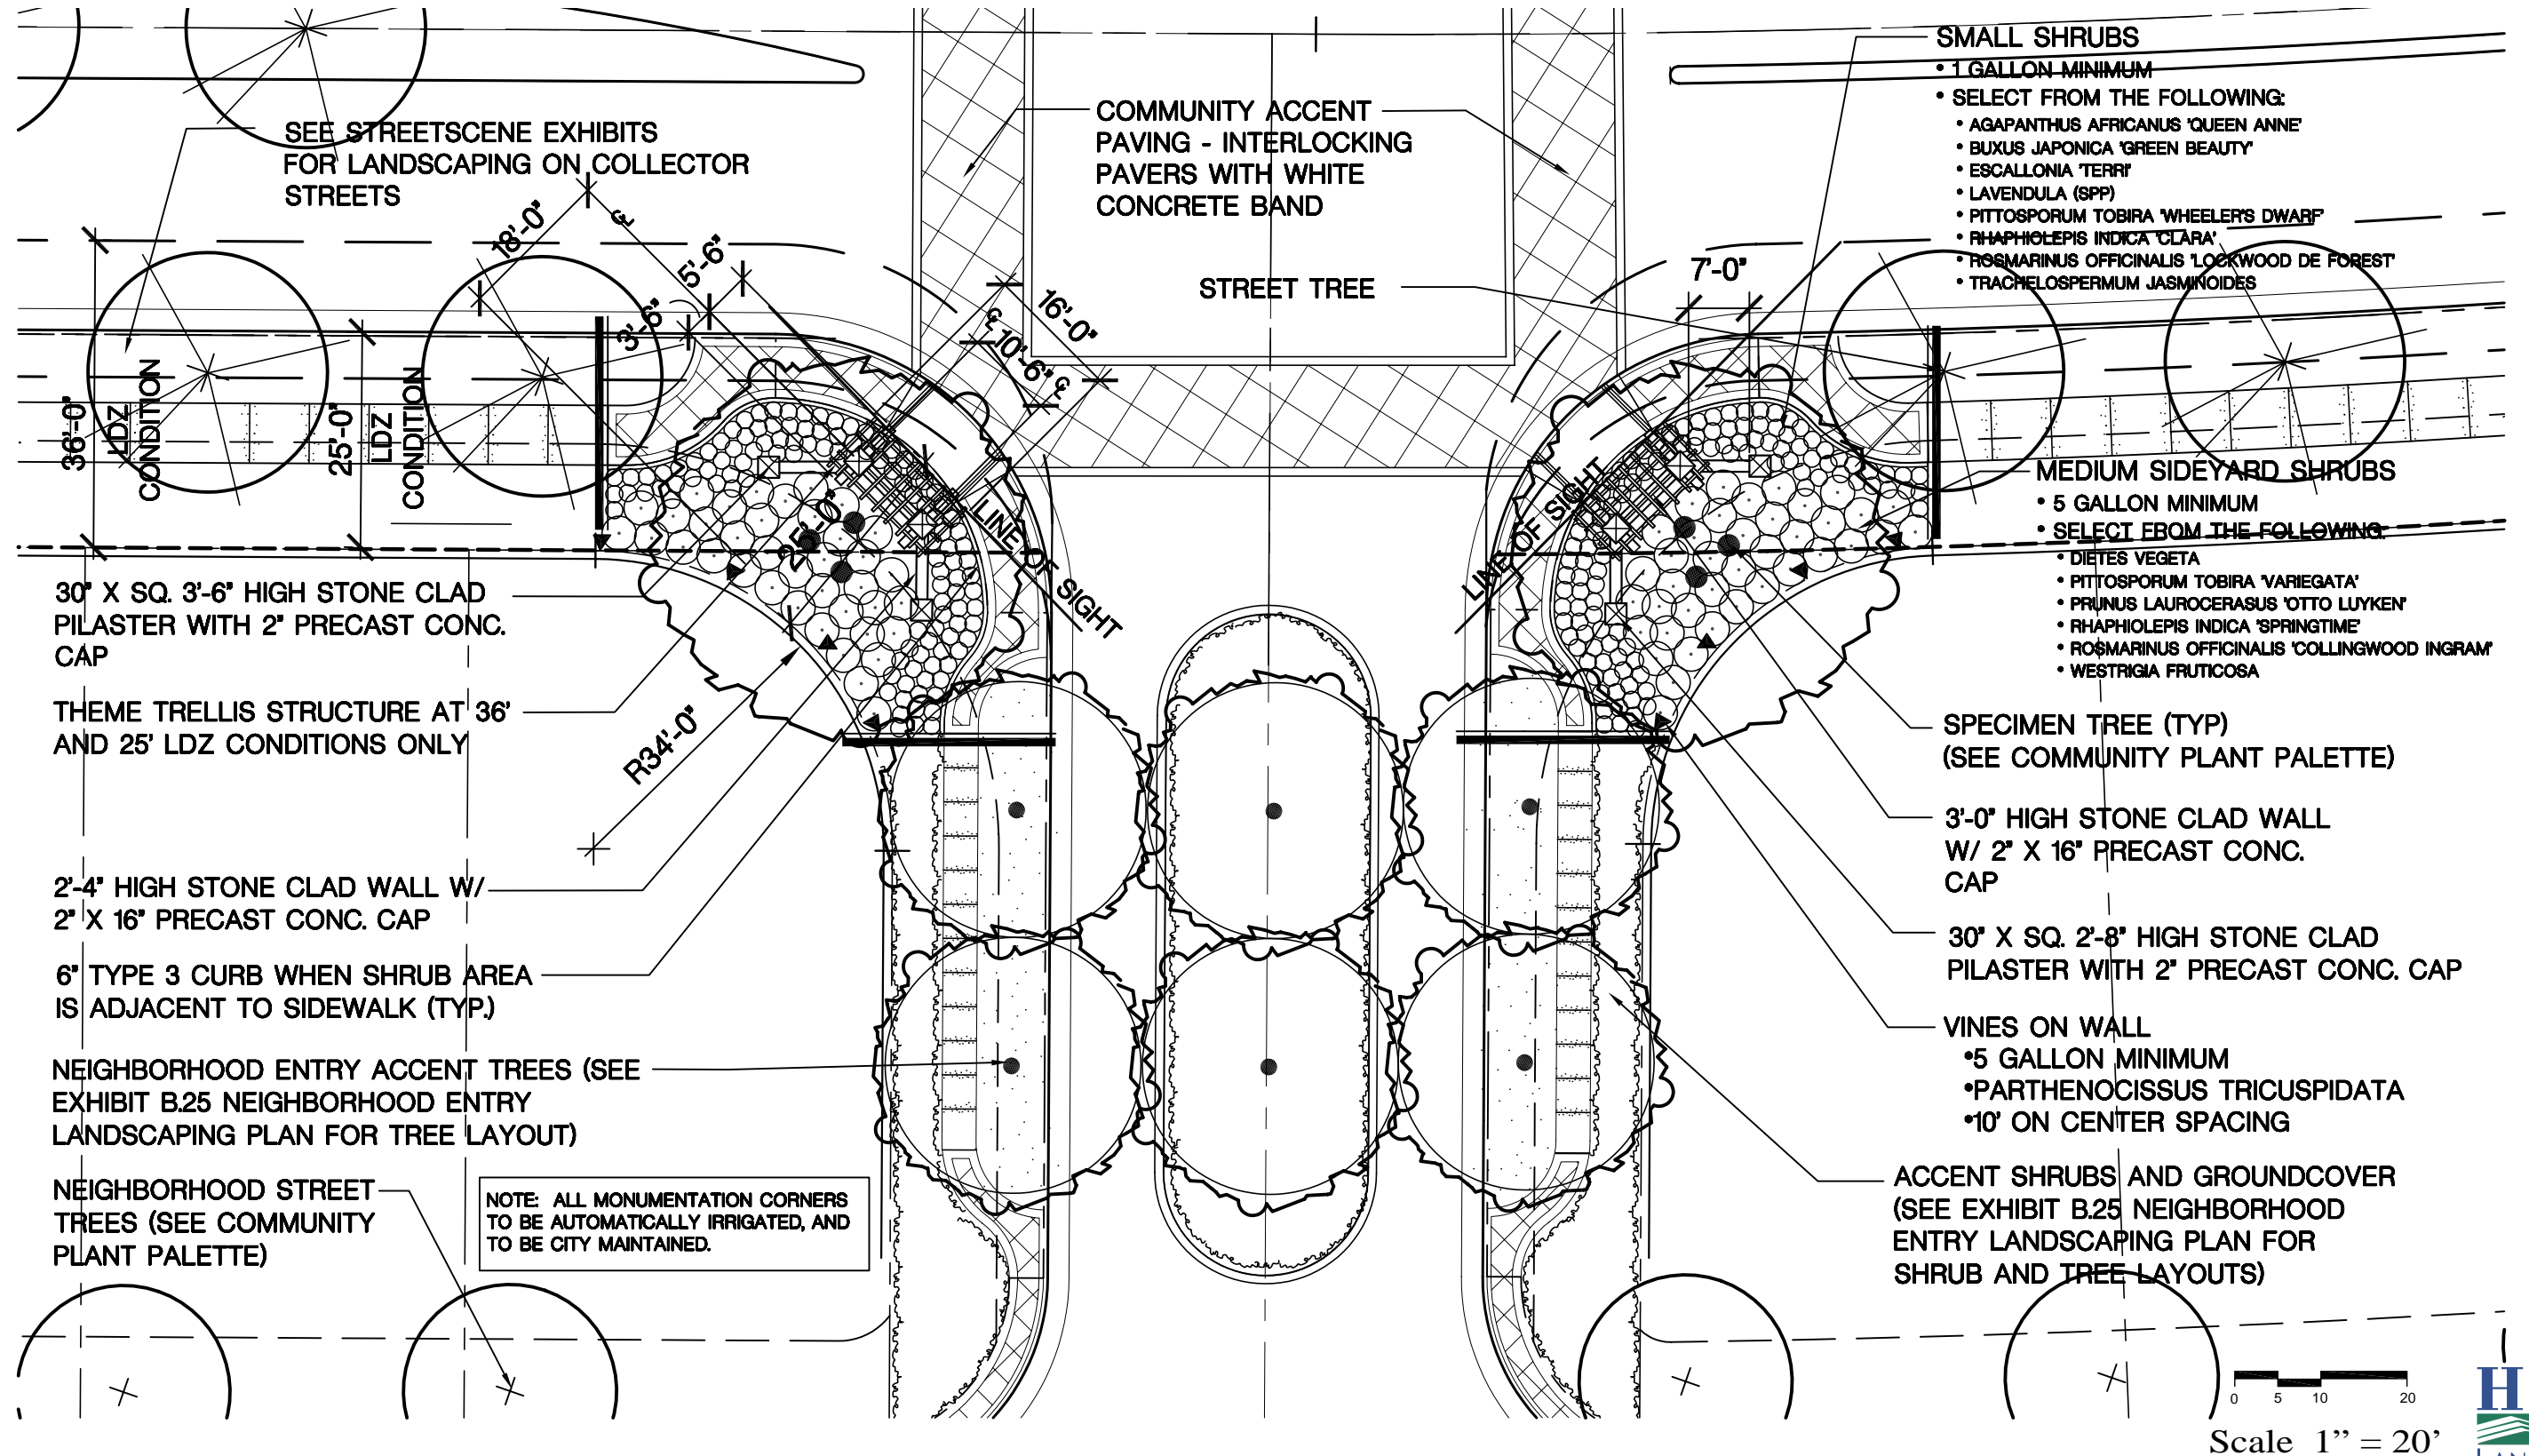 SEE STREETSCENE EXHIBITS
FOR LANDSCAPING ON COLLECTOR
STREETS
COMMUNITY ACCENT
PAVING - INTERLOCKING
PAVERS WITH WHITE
CONCRETE BAND
STREET TREE
SMALL SHRUBS
• 1 GALLON MINIMUM
• SELECT FROM THE FOLLOWING:
• AGAPANTHUS AFRICANUS 'QUEEN ANNE'
• BUXUS JAPONICA 'GREEN BEAUTY'
• ESCALLONIA 'TERRI'
• LAVENDULA (SPP)
• PITTOSPORUM TOBIRA 'WHEELER'S DWARF'
• RHAPHIOLEPIS INDICA 'CLARA'
• ROSMARINUS OFFICINALIS 'LOCKWOOD DE FOREST'
• TRACHELOSPERMUM JASMINOIDES
18'-0"
℄
5'-6"
3'-6"
16'-0"
℄
10'-6"
℄
7'-0"
36'-0"
LDZ
CONDITION
25'-0"
LDZ
CONDITION
25'-0"
LINE OF SIGHT
LINE OF SIGHT
R34'-0"
MEDIUM SIDEYARD SHRUBS
• 5 GALLON MINIMUM
• SELECT FROM THE FOLLOWING:
• DIETES VEGETA
• PITTOSPORUM TOBIRA 'VARIEGATA'
• PRUNUS LAUROCERASUS 'OTTO LUYKEN'
• RHAPHIOLEPIS INDICA 'SPRINGTIME'
• ROSMARINUS OFFICINALIS 'COLLINGWOOD INGRAM'
• WESTRIGIA FRUTICOSA
30" X SQ. 3'-6" HIGH STONE CLAD
PILASTER WITH 2" PRECAST CONC.
CAP
THEME TRELLIS STRUCTURE AT 36'
AND 25' LDZ CONDITIONS ONLY
2'-4" HIGH STONE CLAD WALL W/
2" X 16" PRECAST CONC. CAP
6" TYPE 3 CURB WHEN SHRUB AREA
IS ADJACENT TO SIDEWALK (TYP.)
NEIGHBORHOOD ENTRY ACCENT TREES (SEE
EXHIBIT B.25 NEIGHBORHOOD ENTRY
LANDSCAPING PLAN FOR TREE LAYOUT)
NEIGHBORHOOD STREET
TREES (SEE COMMUNITY
PLANT PALETTE)
NOTE: ALL MONUMENTATION CORNERS
TO BE AUTOMATICALLY IRRIGATED, AND
TO BE CITY MAINTAINED.
SPECIMEN TREE (TYP)
(SEE COMMUNITY PLANT PALETTE)
3'-0" HIGH STONE CLAD WALL
W/ 2" X 16" PRECAST CONC.
CAP
30" X SQ. 2'-8" HIGH STONE CLAD
PILASTER WITH 2" PRECAST CONC. CAP
VINES ON WALL
•5 GALLON MINIMUM
•PARTHENOCISSUS TRICUSPIDATA
•10' ON CENTER SPACING
ACCENT SHRUBS AND GROUNDCOVER
(SEE EXHIBIT B.25 NEIGHBORHOOD
ENTRY LANDSCAPING PLAN FOR
SHRUB AND TREE LAYOUTS)
0 5 10 20
Scale 1" = 20'
H